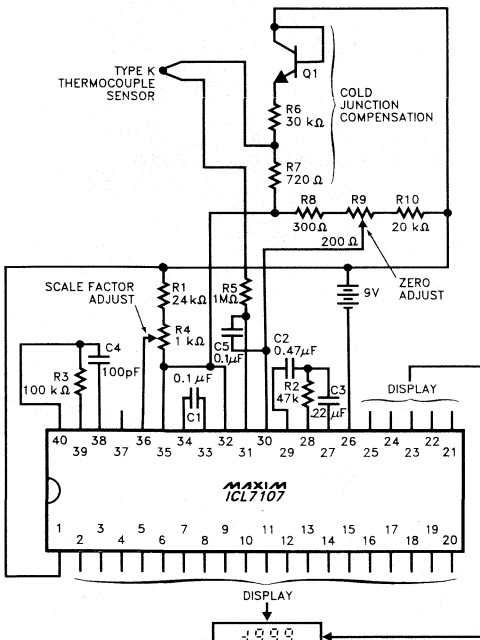 TYPE K
THERMOCOUPLE
SENSOR
Q1
COLD
JUNCTION
COMPENSATION
R6
30 kΩ
R7
720 Ω
R8
300Ω
R9
200 Ω
R10
20 kΩ
ZERO
ADJUST
SCALE FACTOR
ADJUST
R1
24 kΩ
R5
1MΩ
9V
R4
1 kΩ
C5
0.1μF
C2
0.47μF
C4
100pF
R3
100 kΩ
0.1 μF
C1
R2
47k
C3
.22 μF
DISPLAY
40 38 36 34 32 30 28 26 24 22
39 37 35 33 31 29 27 25 23 21
MAXIM
ICL7107
1 3 5 7 9 11 13 15 17 19
2 4 6 8 10 12 14 16 18 20
DISPLAY
-1999